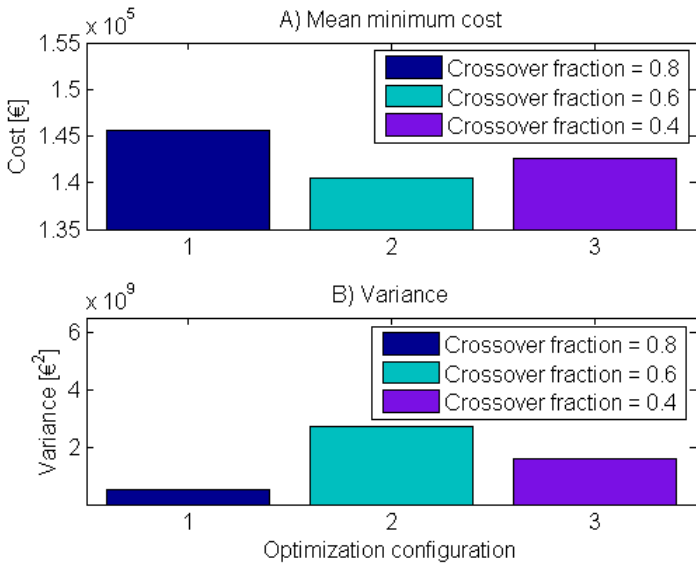 A) Mean minimum cost
x 10^5
1.55
1.5
1.45
1.4
1.35
Cost [€]
Crossover fraction = 0.8
Crossover fraction = 0.6
Crossover fraction = 0.4
1 2 3
B) Variance
x 10^9
6
4
2
Variance [€^2]
Crossover fraction = 0.8
Crossover fraction = 0.6
Crossover fraction = 0.4
1 2 3
Optimization configuration